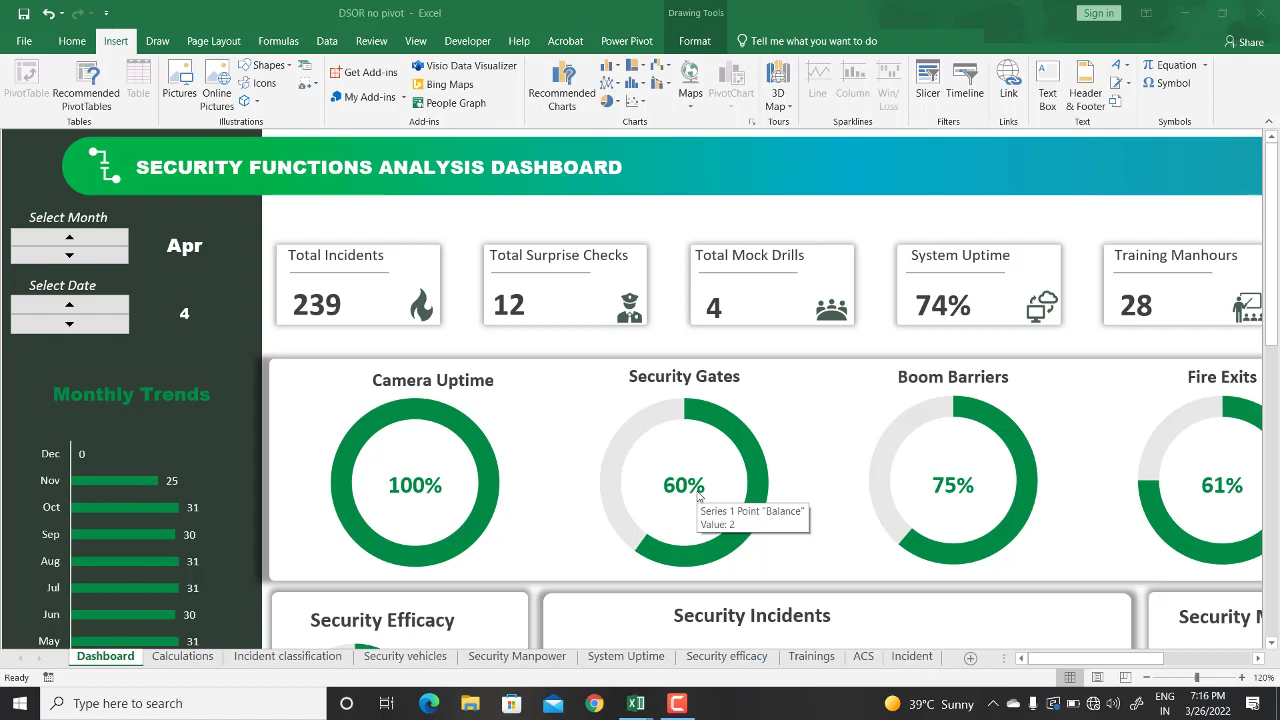 DSOR no pivot - Excel
Drawing Tools
Sign in
File Home Insert Draw Page Layout Formulas Data Review View Developer Help Acrobat Power Pivot Format Tell me what you want to do Share
PivotTable
Recommended PivotTables
Table
Tables
Pictures
Online Pictures
Shapes
Icons
Illustrations
Get Add-ins
My Add-ins
Visio Data Visualizer
Bing Maps
People Graph
Add-ins
Recommended Charts
Maps
PivotChart
Charts
3D Map
Tours
Line
Column
Win/Loss
Sparklines
Slicer
Timeline
Filters
Link
Links
Text Box
Header & Footer
Text
Equation
Symbol
Symbols
SECURITY FUNCTIONS ANALYSIS DASHBOARD
Select Month
Apr
Select Date
4
Total Incidents
239
Total Surprise Checks
12
Total Mock Drills
4
System Uptime
74%
Training Manhours
28
Monthly Trends
Dec 0
Nov 25
Oct 31
Sep 30
Aug 31
Jul 31
Jun 30
May 31
Camera Uptime
100%
Security Gates
60%
Series 1 Point "Balance"
Value: 2
Boom Barriers
75%
Fire Exits
61%
Security Efficacy
Security Incidents
Security
Dashboard Calculations Incident classification Security vehicles Security Manpower System Uptime Security efficacy Trainings ACS Incident
Ready
120%
Type here to search
39°C Sunny
ENG
IN
7:16 PM
3/26/2022